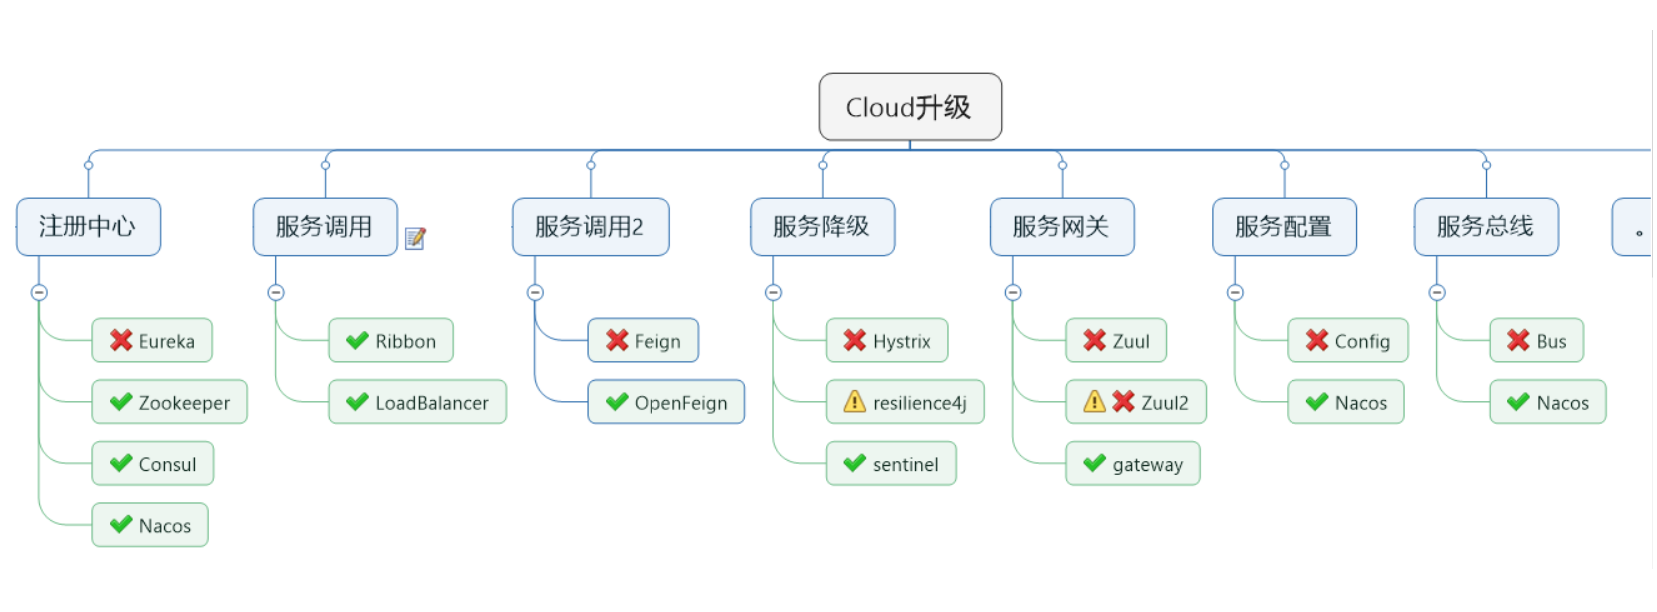 Cloud升级
注册中心
服务调用
服务调用2
服务降级
服务网关
服务配置
服务总线
。
Eureka
Zookeeper
Consul
Nacos
Ribbon
LoadBalancer
Feign
OpenFeign
Hystrix
resilience4j
sentinel
Zuul
Zuul2
gateway
Config
Nacos
Bus
Nacos